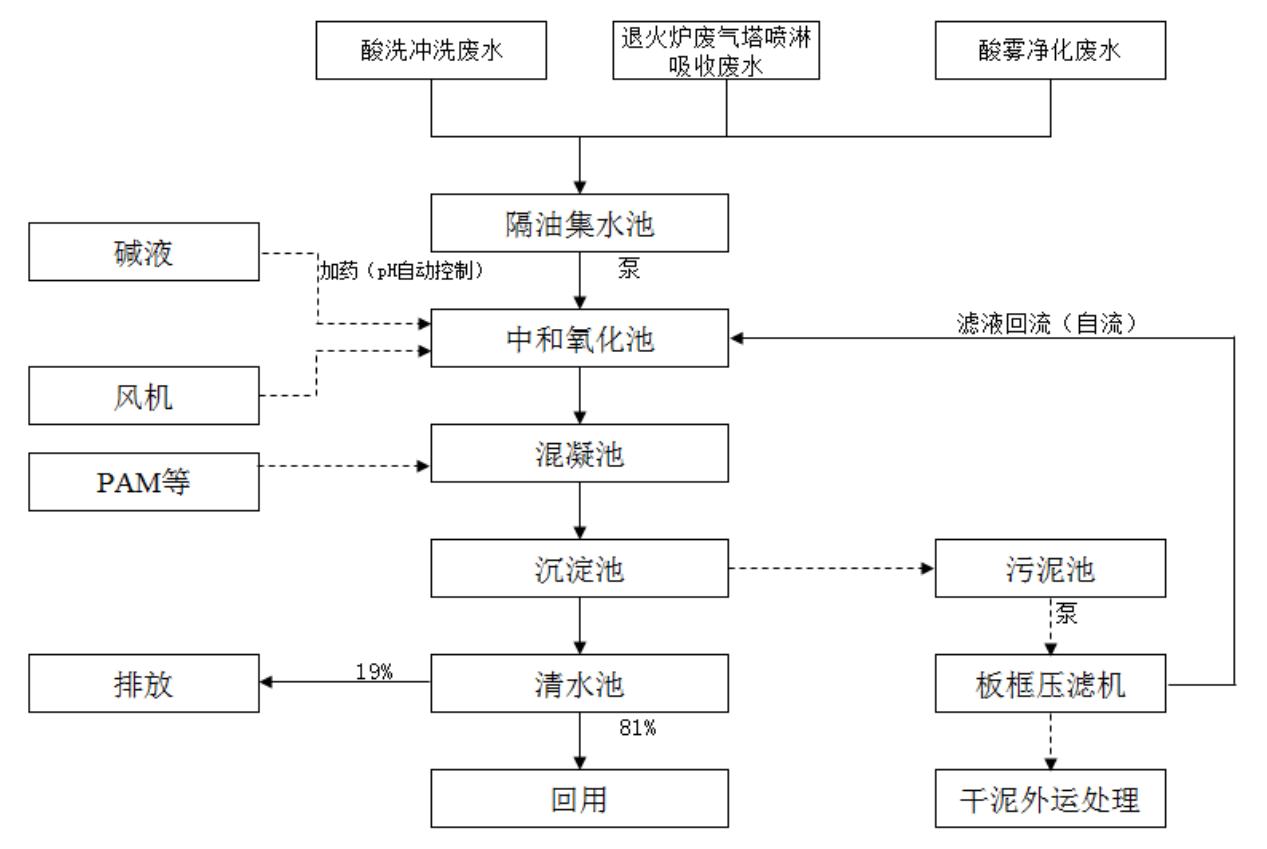 酸洗冲洗废水
退火炉废气塔喷淋
吸收废水
酸雾净化废水
隔油集水池
碱液
加药（pH自动控制）
泵
滤液回流（自流）
中和氧化池
风机
混凝池
PAM等
沉淀池
污泥池
泵
排放
19%
清水池
板框压滤机
81%
回用
干泥外运处理